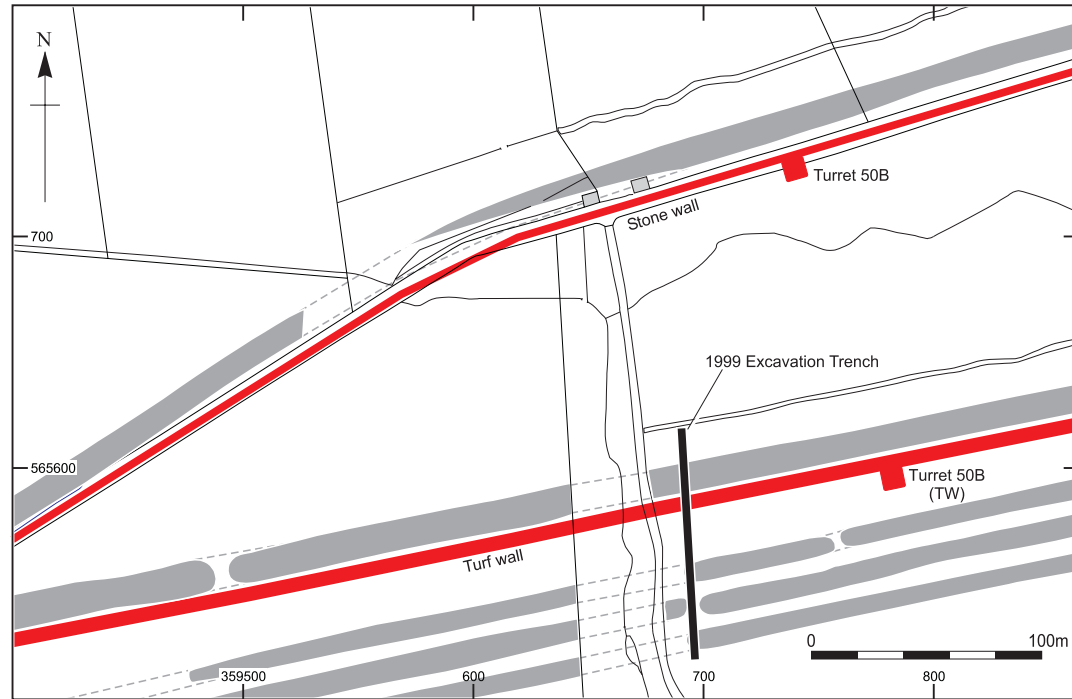 N
Turret 50B
Stone wall
700
1999 Excavation Trench
565600
Turret 50B
(TW)
Turf wall
0 100m
359500 600 700 800